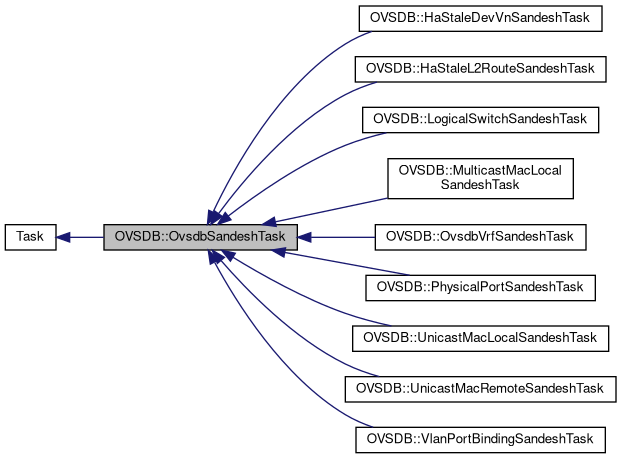 OVSDB::HaStaleDevVnSandeshTask
OVSDB::HaStaleL2RouteSandeshTask
OVSDB::LogicalSwitchSandeshTask
OVSDB::MulticastMacLocal
SandeshTask
Task
OVSDB::OvsdbSandeshTask
OVSDB::OvsdbVrfSandeshTask
OVSDB::PhysicalPortSandeshTask
OVSDB::UnicastMacLocalSandeshTask
OVSDB::UnicastMacRemoteSandeshTask
OVSDB::VlanPortBindingSandeshTask